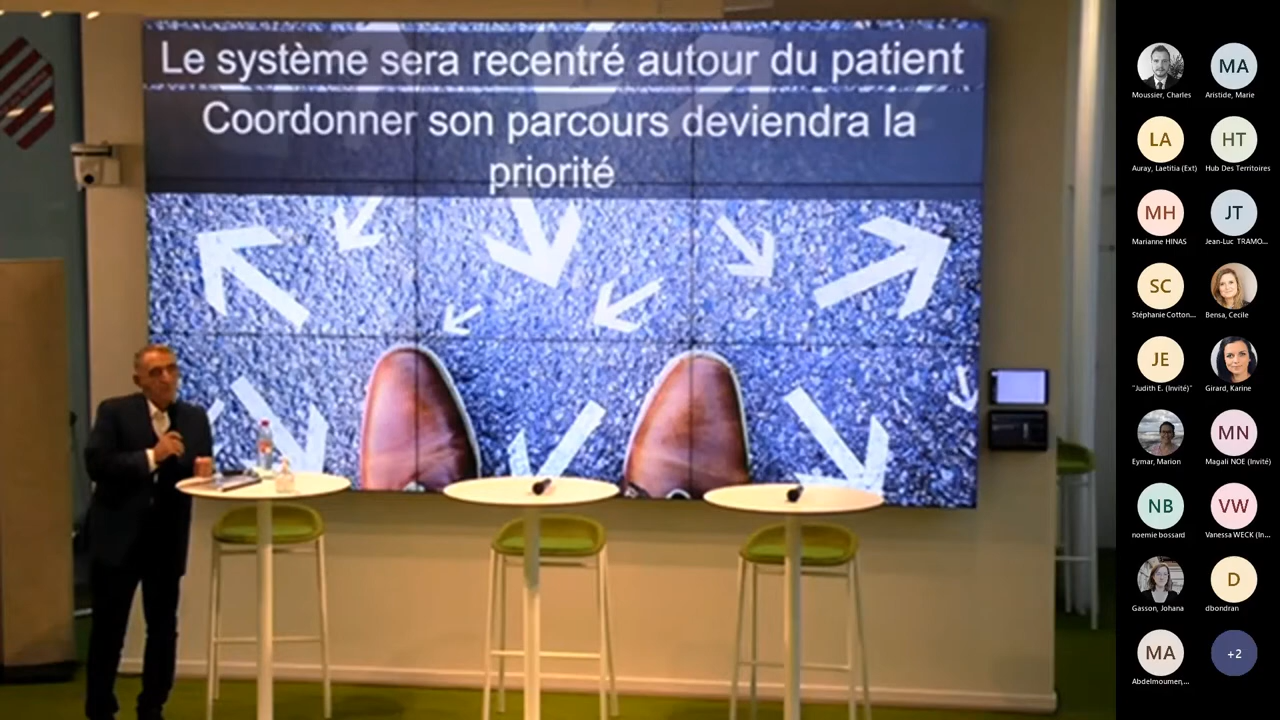 Le système sera recentré autour du patient
Coordonner son parcours deviendra la
priorité
MA
Moussier, Charles
Aristide, Marie
LA
HT
Auray, Laetitia (Ext)
Hub Des Territoires
MH
JT
Marianne HINAS
Jean-Luc TRAMO...
SC
Stéphanie Cotton...
Bensa, Cecile
JE
"Judith E. (Invité)"
Girard, Karine
MN
Eymar, Marion
Magali NOE (Invité)
NB
VW
noemie bossard
Vanessa WECK (In...
D
Gasson, Johana
dbondran
MA
+2
Abdelmoumen,...